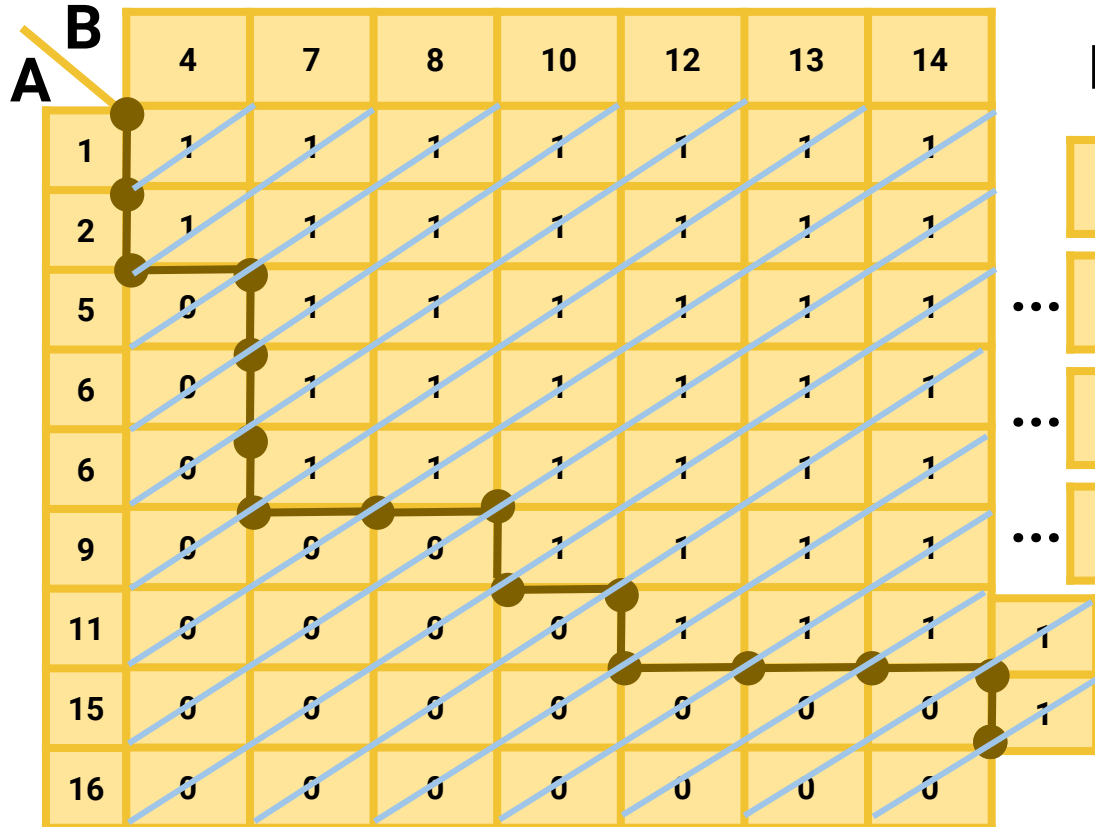 B
A
4 7 8 10 12 13 14
1 1 1 1 1 1 1 1
2 1 1 1 1 1 1 1
5 0 1 1 1 1 1 1 ...
6 0 1 1 1 1 1 1
6 0 1 1 1 1 1 1 ...
9 0 0 0 1 1 1 1 ...
11 0 0 0 0 1 1 1 1
15 0 0 0 0 0 0 0 1
16 0 0 0 0 0 0 0